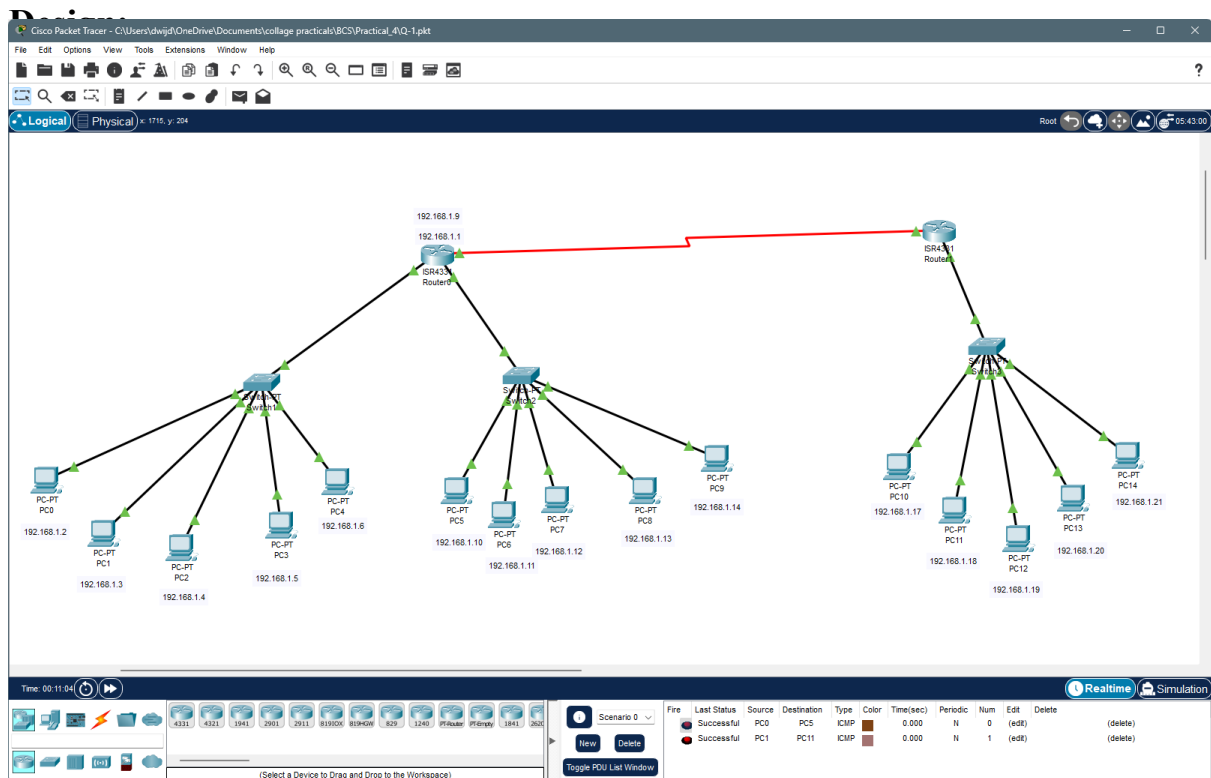 Design:
Cisco Packet Tracer - C:\Users\dwijd\OneDrive\Documents\collage practicals\BCS\Practical_4\Q-1.pkt
File Edit Options View Tools Extensions Window Help
?
Logical Physical x: 1715, y: 204 Root 05:43:00
192.168.1.9
192.168.1.1
ISR4331
Router0
ISR4331
Switch-PT
Switch1
Switch-PT
Switch2
Switch-PT
Switch3
PC-PT
PC0
192.168.1.2
PC-PT
PC1
192.168.1.3
PC-PT
PC2
192.168.1.4
PC-PT
PC3
192.168.1.5
PC-PT
PC4
192.168.1.6
PC-PT
PC5
192.168.1.10
PC-PT
PC6
192.168.1.11
PC-PT
PC7
192.168.1.12
PC-PT
PC8
192.168.1.13
PC-PT
PC9
192.168.1.14
PC-PT
PC10
192.168.1.17
PC-PT
PC11
192.168.1.18
PC-PT
PC12
192.168.1.19
PC-PT
PC13
192.168.1.20
PC-PT
PC14
192.168.1.21
Time: 00:11:04 Realtime Simulation
4331 4321 1941 2901 2911 819IOX 819HGW 829 1240 PT-Router PT-Empty 1841 2620
(Select a Device to Drag and Drop to the Workspace)
Scenario 0
New Delete
Toggle PDU List Window
Fire Last Status Source Destination Type Color Time(sec) Periodic Num Edit Delete
Successful PC0 PC5 ICMP 0.000 N 0 (edit) (delete)
Successful PC1 PC11 ICMP 0.000 N 1 (edit) (delete)